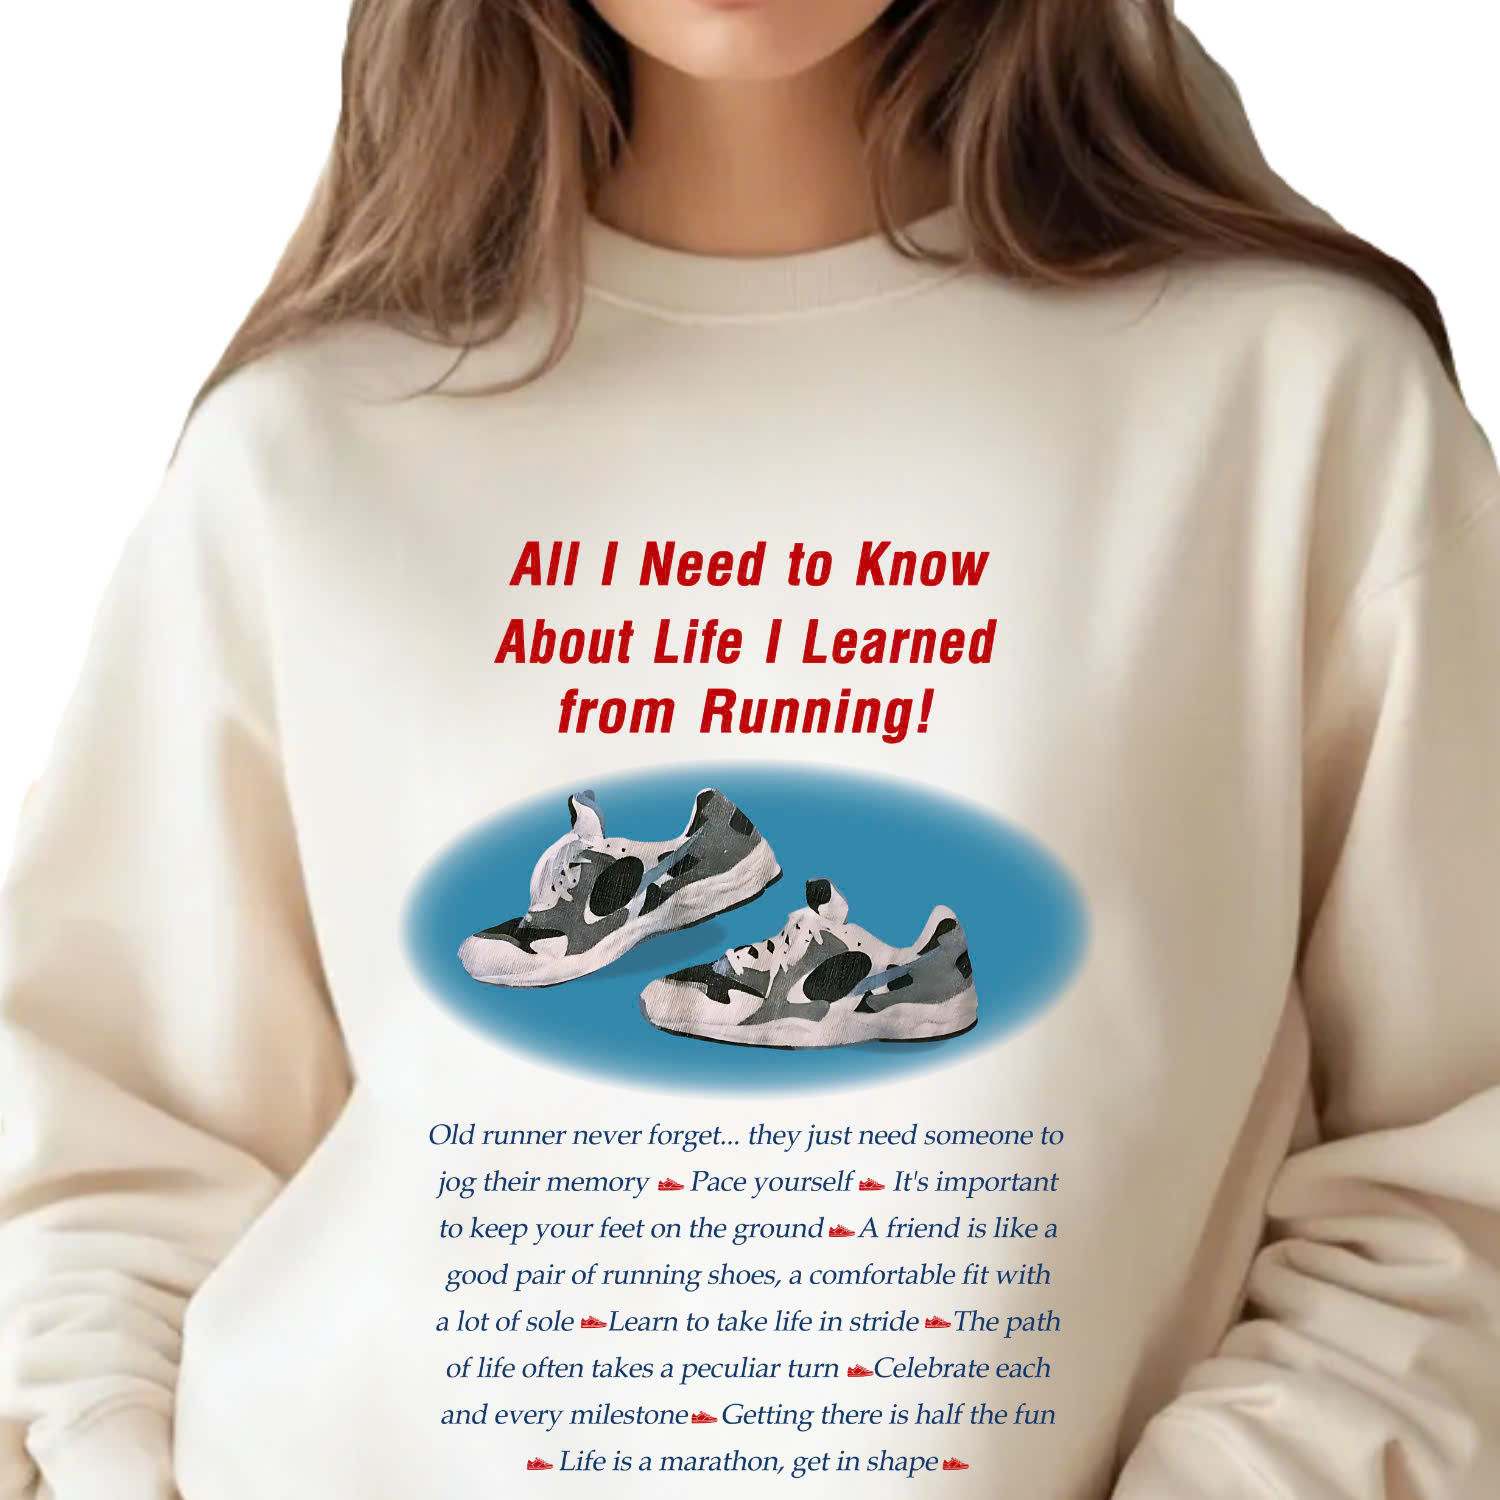 All I Need to Know
About Life I Learned
from Running!
Old runner never forget... they just need someone to
jog their memory Pace yourself It's important
to keep your feet on the ground A friend is like a
good pair of running shoes, a comfortable fit with
a lot of sole Learn to take life in stride The path
of life often takes a peculiar turn Celebrate each
and every milestone Getting there is half the fun
Life is a marathon, get in shape